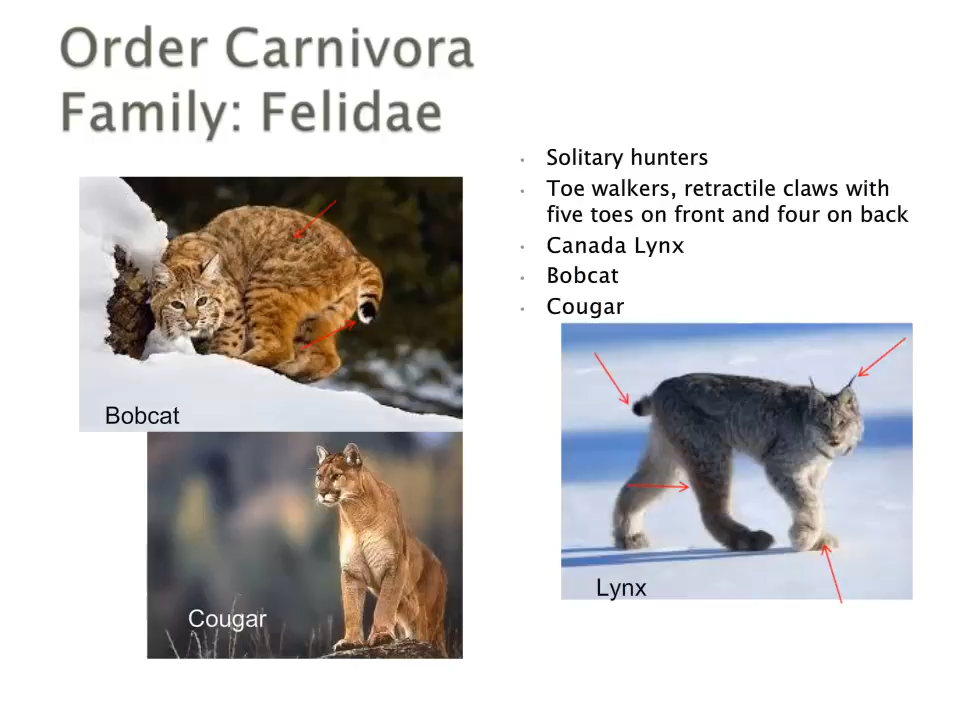 Order Carnivora
Family: Felidae
• Solitary hunters
• Toe walkers, retractile claws with
five toes on front and four on back
• Canada Lynx
• Bobcat
• Cougar
Bobcat
Cougar
Lynx